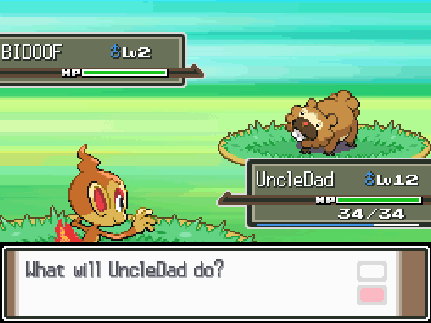 BIDOOF ♂Lv2
HP
UncleDad ♂Lv12
HP
34/34
What will UncleDad do?